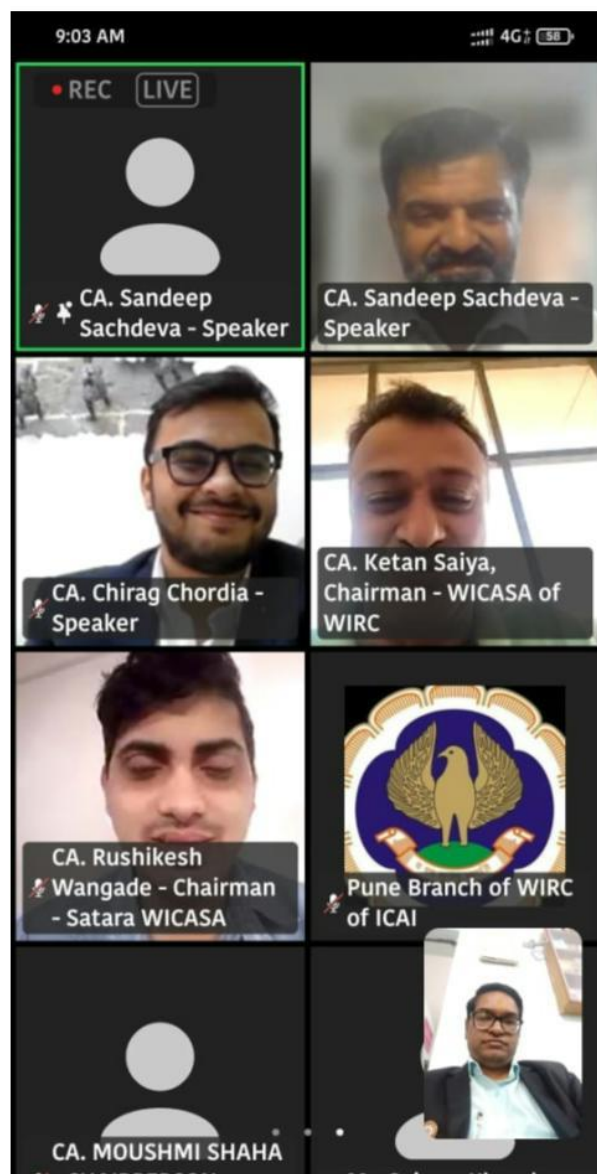 9:03 AM
4G
58
REC LIVE
CA. Sandeep
Sachdeva - Speaker
CA. Sandeep Sachdeva -
Speaker
CA. Chirag Chordia -
Speaker
CA. Ketan Saiya,
Chairman - WICASA of
WIRC
CA. Rushikesh
Wangade - Chairman
- Satara WICASA
Pune Branch of WIRC
of ICAI
CA. MOUSHMI SHAHA